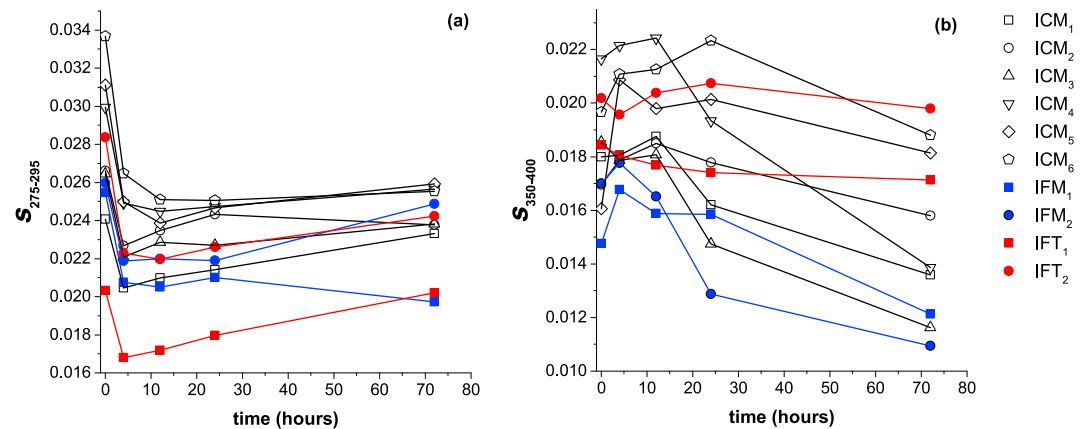 (a)
0.034
0.032
0.030
0.028
0.026
0.024
0.022
0.020
0.018
0.016
0 10 20 30 40 50 60 70 80
time (hours)
S275-295
(b)
0.022
0.020
0.018
0.016
0.014
0.012
0.010
0 10 20 30 40 50 60 70 80
time (hours)
S350-400
ICM1
ICM2
ICM3
ICM4
ICM5
ICM6
IFM1
IFM2
IFT1
IFT2